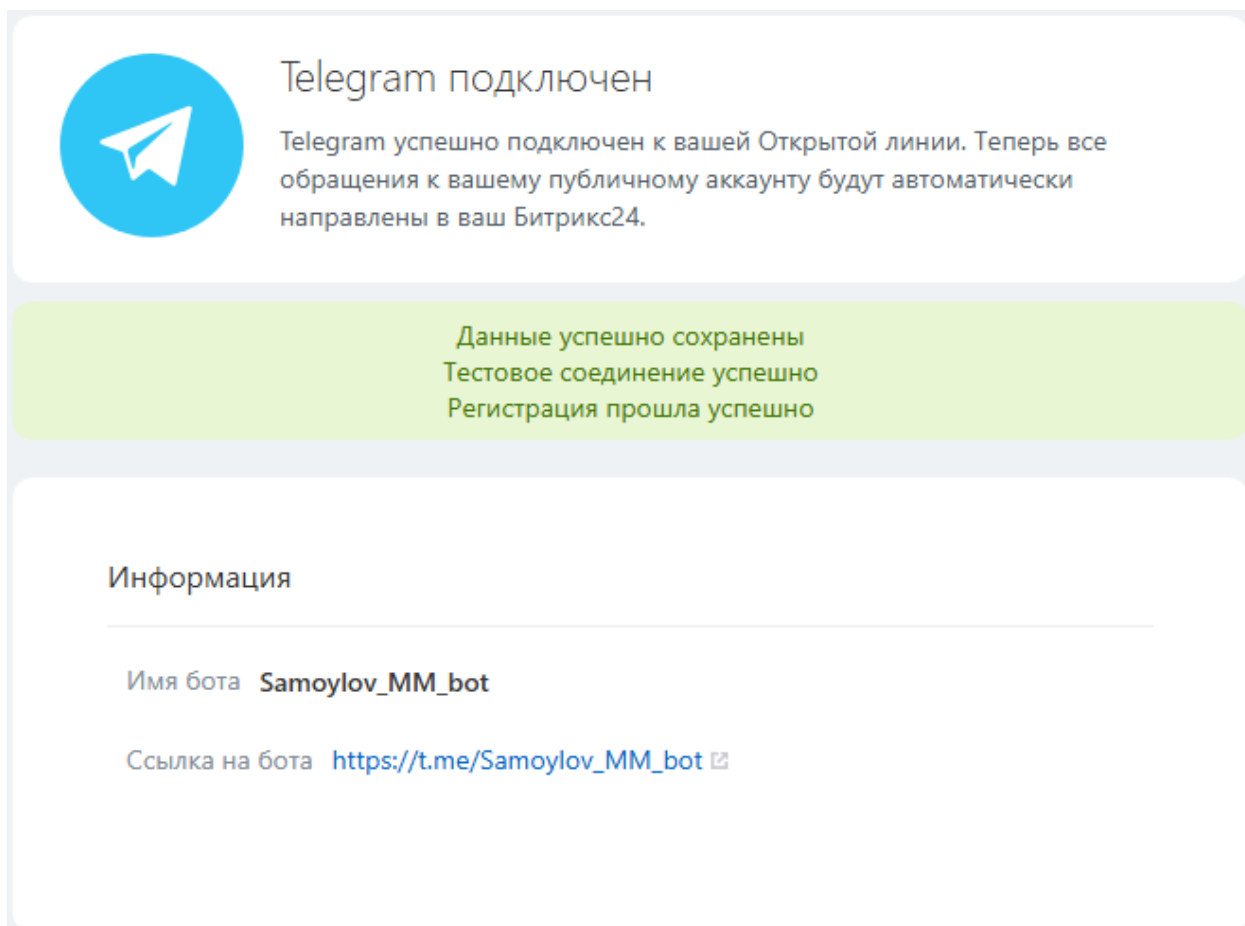 Telegram подключен
Telegram успешно подключен к вашей Открытой линии. Теперь все
обращения к вашему публичному аккаунту будут автоматически
направлены в ваш Битрикс24.
Данные успешно сохранены
Тестовое соединение успешно
Регистрация прошла успешно
Информация
Имя бота Samoylov_MM_bot
Ссылка на бота https://t.me/Samoylov_MM_bot